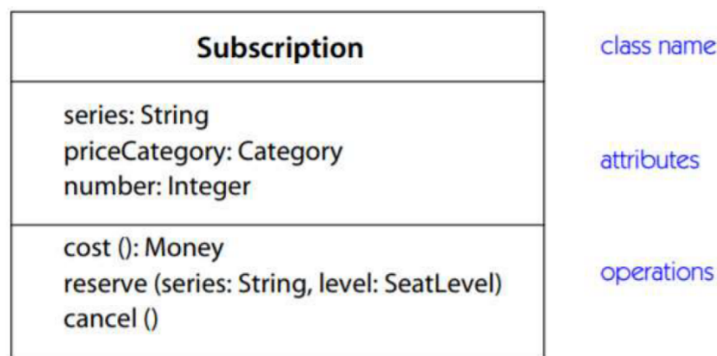 Subscription
class name
series: String
priceCategory: Category
number: Integer
attributes
cost (): Money
reserve (series: String, level: SeatLevel)
cancel ()
operations